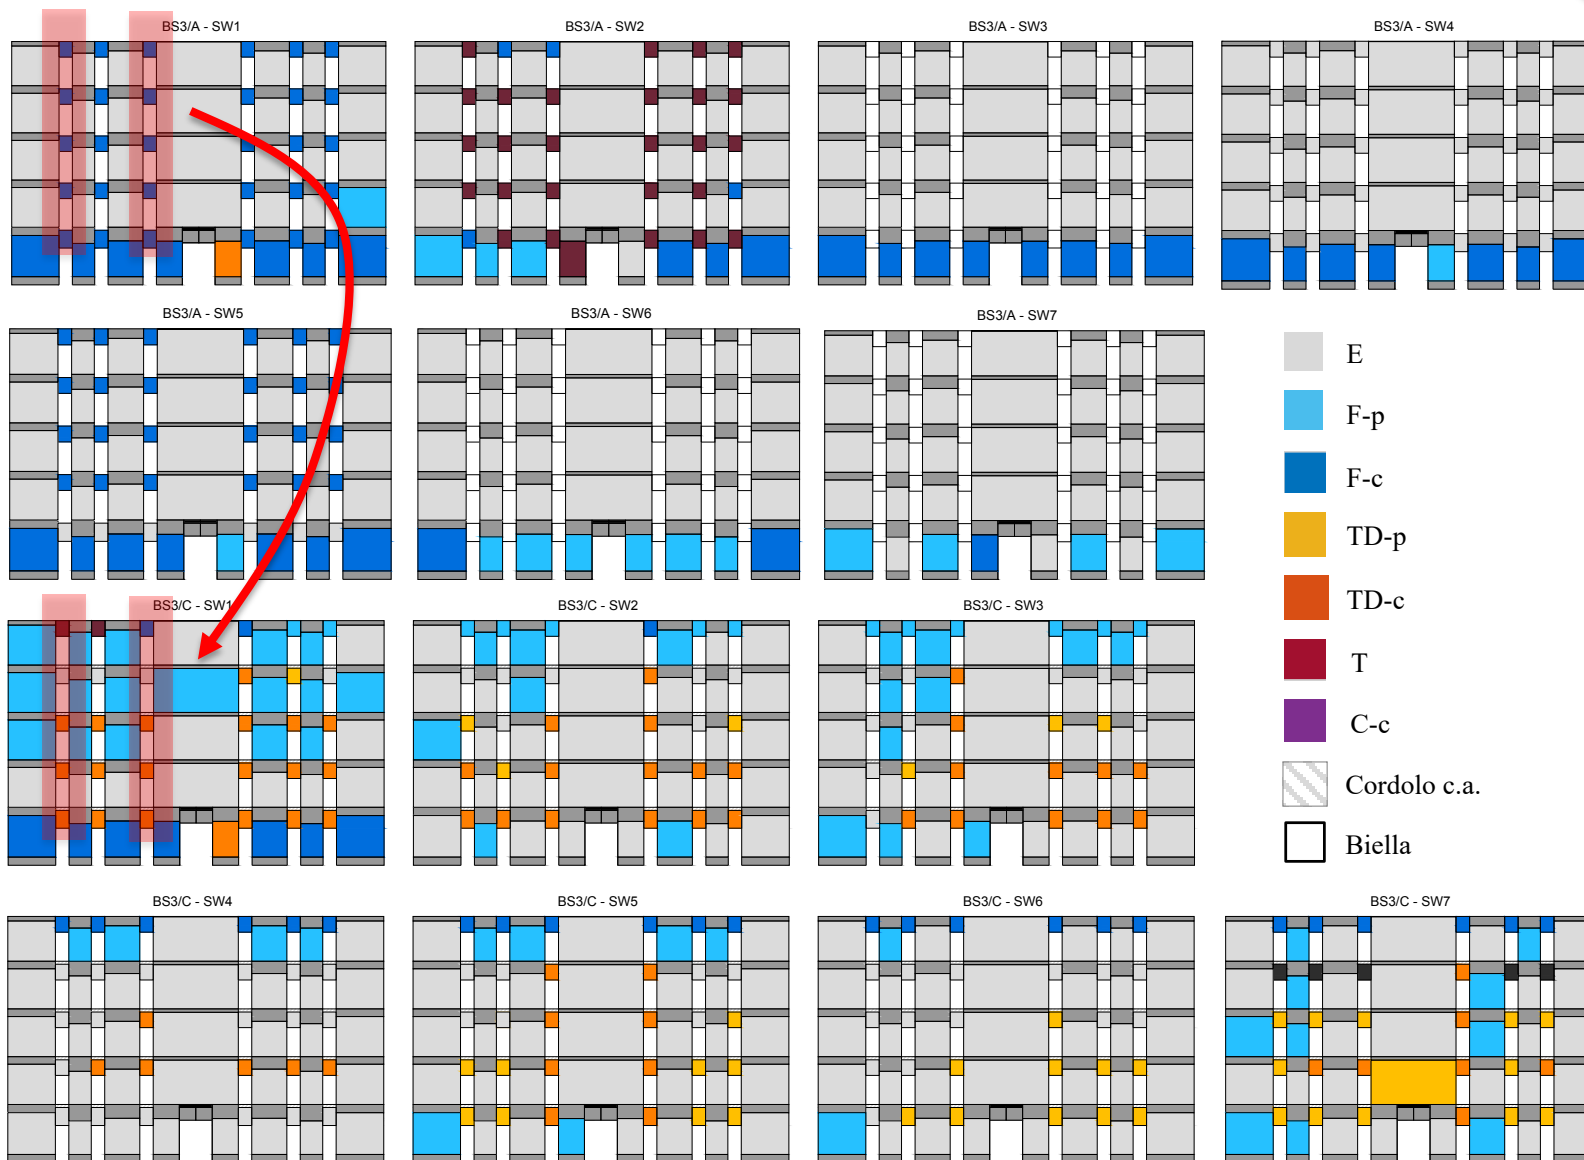 BS3/A - SW1
BS3/A - SW2
BS3/A - SW3
BS3/A - SW4
BS3/A - SW5
BS3/A - SW6
BS3/A - SW7
E
F-p
F-c
TD-p
TD-c
T
C-c
Cordolo c.a.
Biella
BS3/C - SW1
BS3/C - SW2
BS3/C - SW3
BS3/C - SW4
BS3/C - SW5
BS3/C - SW6
BS3/C - SW7